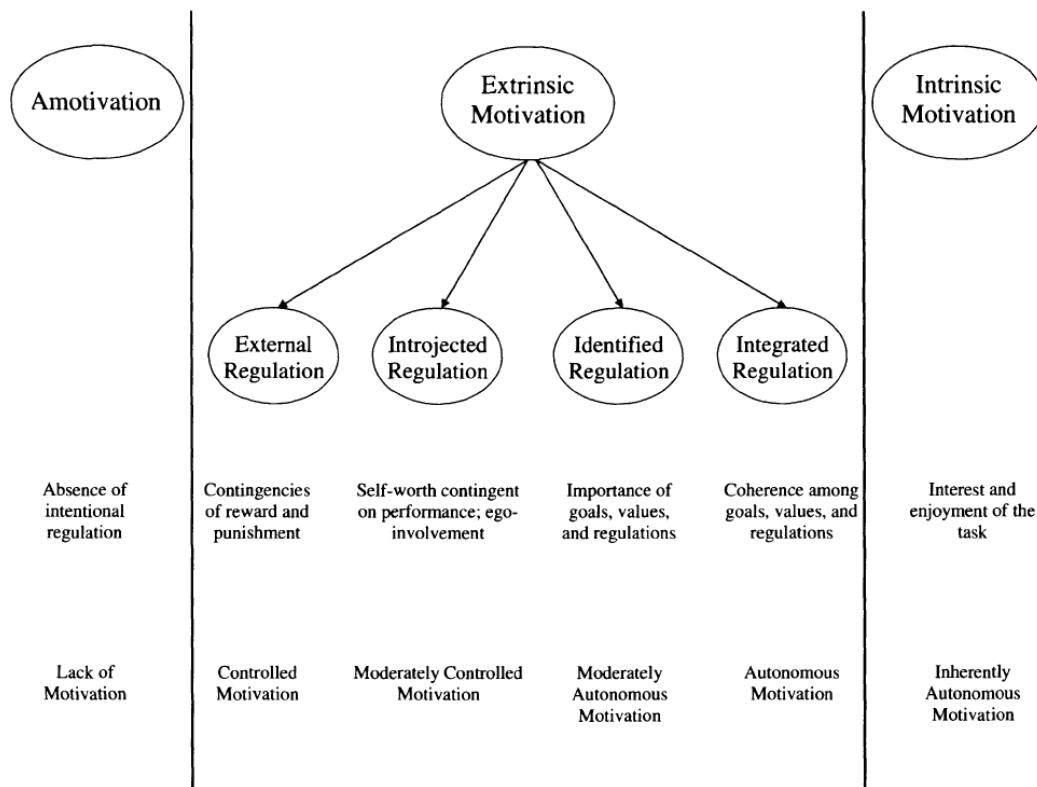 Amotivation
Extrinsic
Motivation
Intrinsic
Motivation
External
Regulation
Introjected
Regulation
Identified
Regulation
Integrated
Regulation
Absence of
intentional
regulation
Contingencies
of reward and
punishment
Self-worth contingent
on performance; ego-
involvement
Importance of
goals, values,
and regulations
Coherence among
goals, values, and
regulations
Interest and
enjoyment of the
task
Lack of
Motivation
Controlled
Motivation
Moderately Controlled
Motivation
Moderately
Autonomous
Motivation
Autonomous
Motivation
Inherently
Autonomous
Motivation